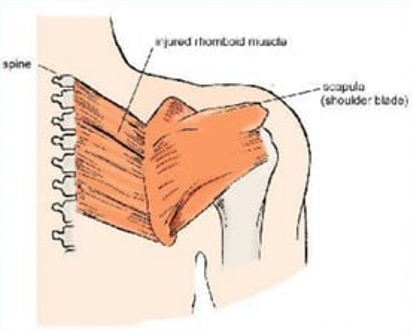 injured rhomboid muscle
spine
scapula
(shoulder blade)